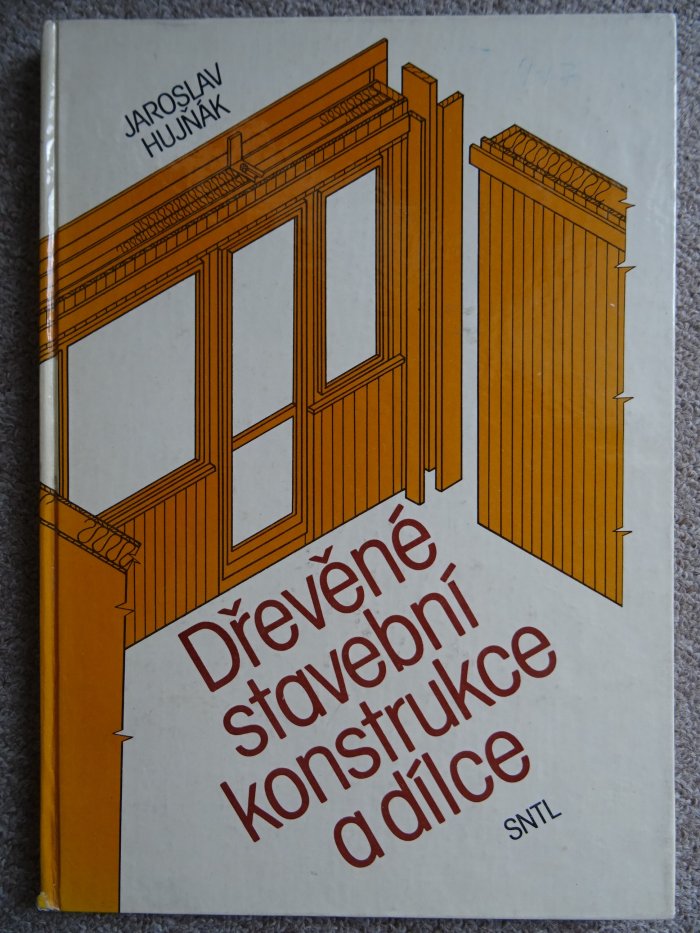 JAROSLAV
HUJŇÁK
Dřevěné
stavební
konstrukce
a dílce
SNTL